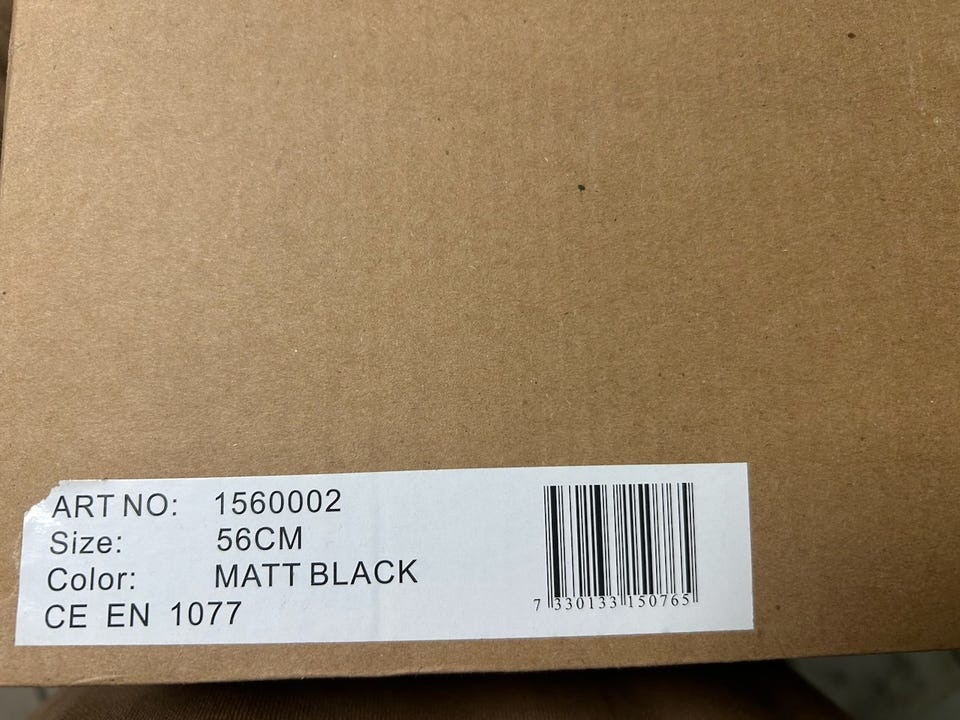 ART NO: 1560002
Size: 56CM
Color: MATT BLACK
CE EN 1077
7 330133 150765